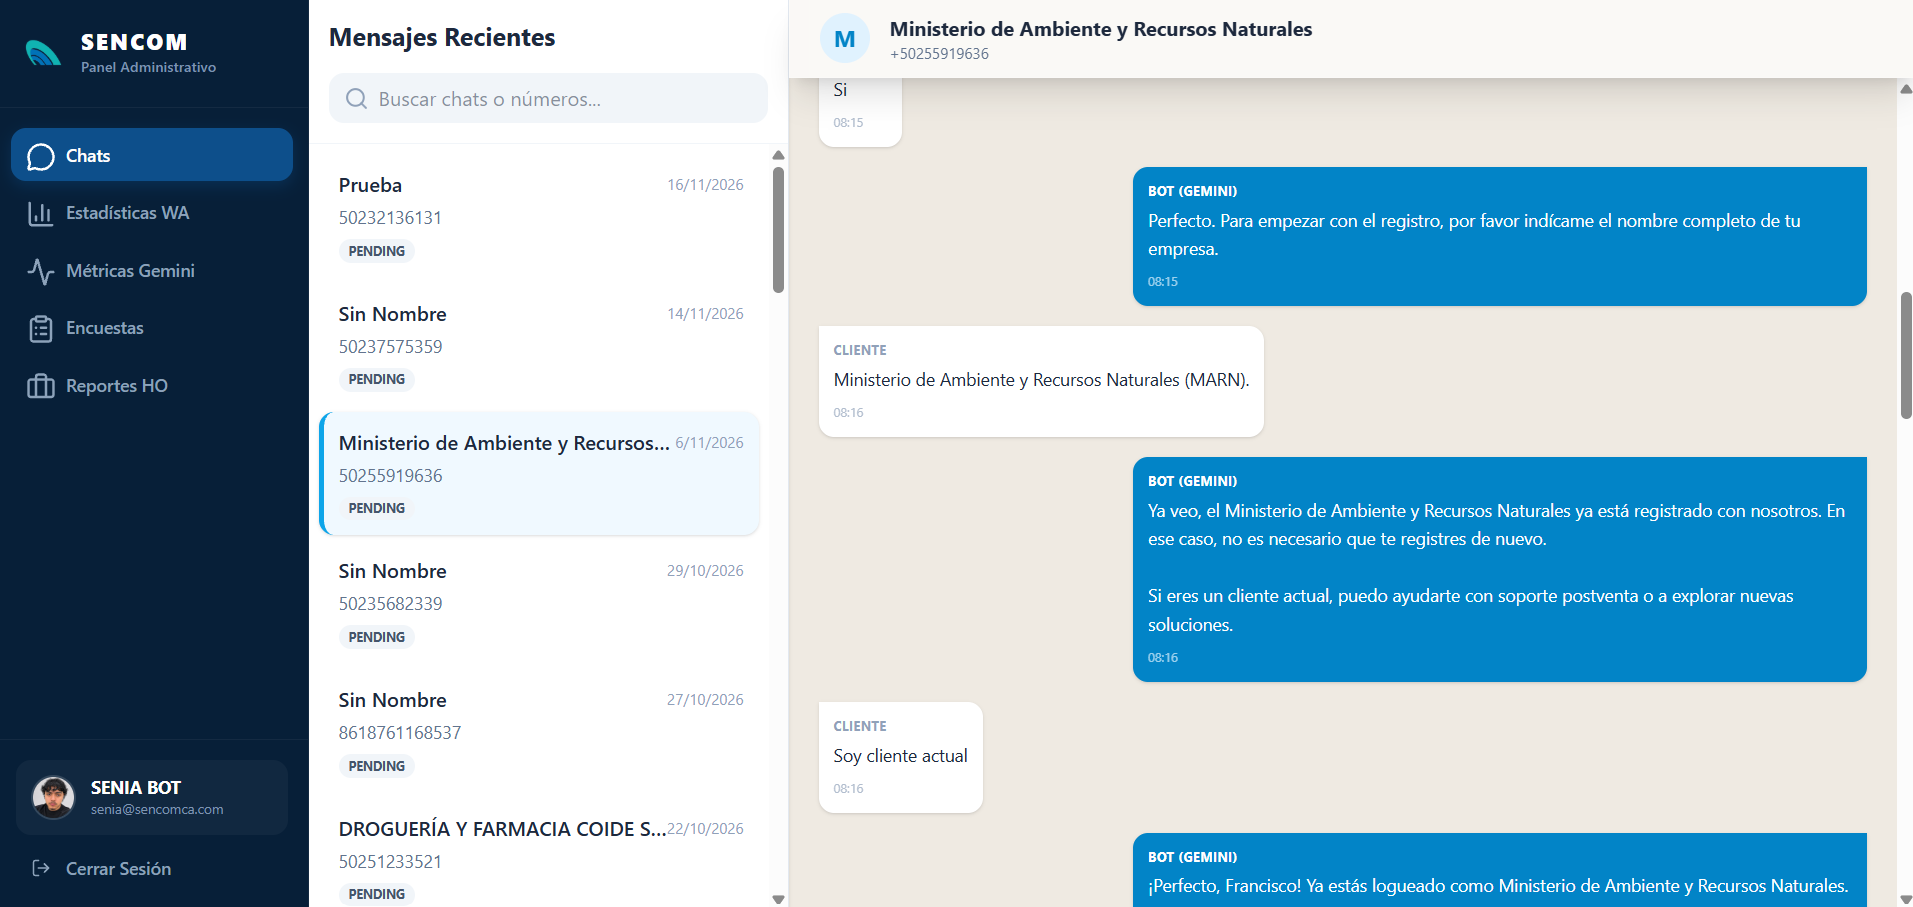 SENCOM
Panel Administrativo
Chats
Estadísticas WA
Métricas Gemini
Encuestas
Reportes HO
SENIA BOT
senia@sencomca.com
Cerrar Sesión
Mensajes Recientes
Buscar chats o números...
Prueba
16/11/2026
50232136131
PENDING
Sin Nombre
14/11/2026
50237575359
PENDING
Ministerio de Ambiente y Recursos...
6/11/2026
50255919636
PENDING
Sin Nombre
29/10/2026
50235682339
PENDING
Sin Nombre
27/10/2026
8618761168537
PENDING
DROGUERÍA Y FARMACIA COIDE S...
22/10/2026
50251233521
PENDING
M
Ministerio de Ambiente y Recursos Naturales
+50255919636
Si
08:15
BOT (GEMINI)
Perfecto. Para empezar con el registro, por favor indícame el nombre completo de tu
empresa.
08:15
CLIENTE
Ministerio de Ambiente y Recursos Naturales (MARN).
08:16
BOT (GEMINI)
Ya veo, el Ministerio de Ambiente y Recursos Naturales ya está registrado con nosotros. En
ese caso, no es necesario que te registres de nuevo.
Si eres un cliente actual, puedo ayudarte con soporte postventa o a explorar nuevas
soluciones.
08:16
CLIENTE
Soy cliente actual
08:16
BOT (GEMINI)
¡Perfecto, Francisco! Ya estás logueado como Ministerio de Ambiente y Recursos Naturales.